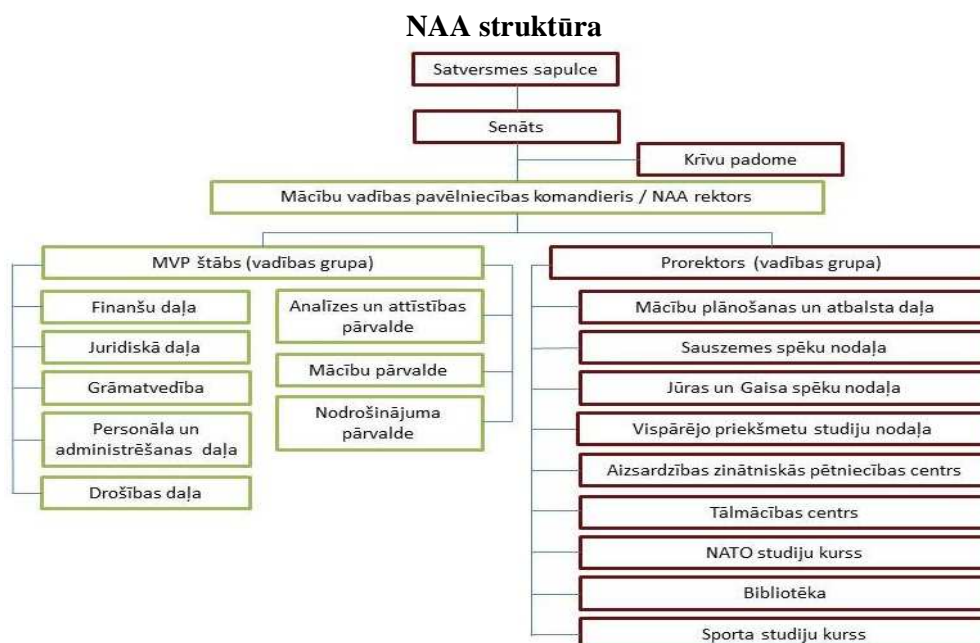 NAA struktūra
Satversmes sapulce
Senāts
Krīvu padome
Mācību vadības pavēlniecības komandieris / NAA rektors
MVP štābs (vadības grupa)
Finanšu daļa
Juridiskā daļa
Grāmatvedība
Personāla un
administrēšanas daļa
Drošības daļa
Analīzes un attīstības
pārvalde
Mācību pārvalde
Nodrošinājuma
pārvalde
Prorektors (vadības grupa)
Mācību plānošanas un atbalsta daļa
Sauszemes spēku nodaļa
Jūras un Gaisa spēku nodaļa
Vispārējo priekšmetu studiju nodaļa
Aizsardzības zinātniskās pētniecības centrs
Tālmācības centrs
NATO studiju kurss
Bibliotēka
Sporta studiju kurss